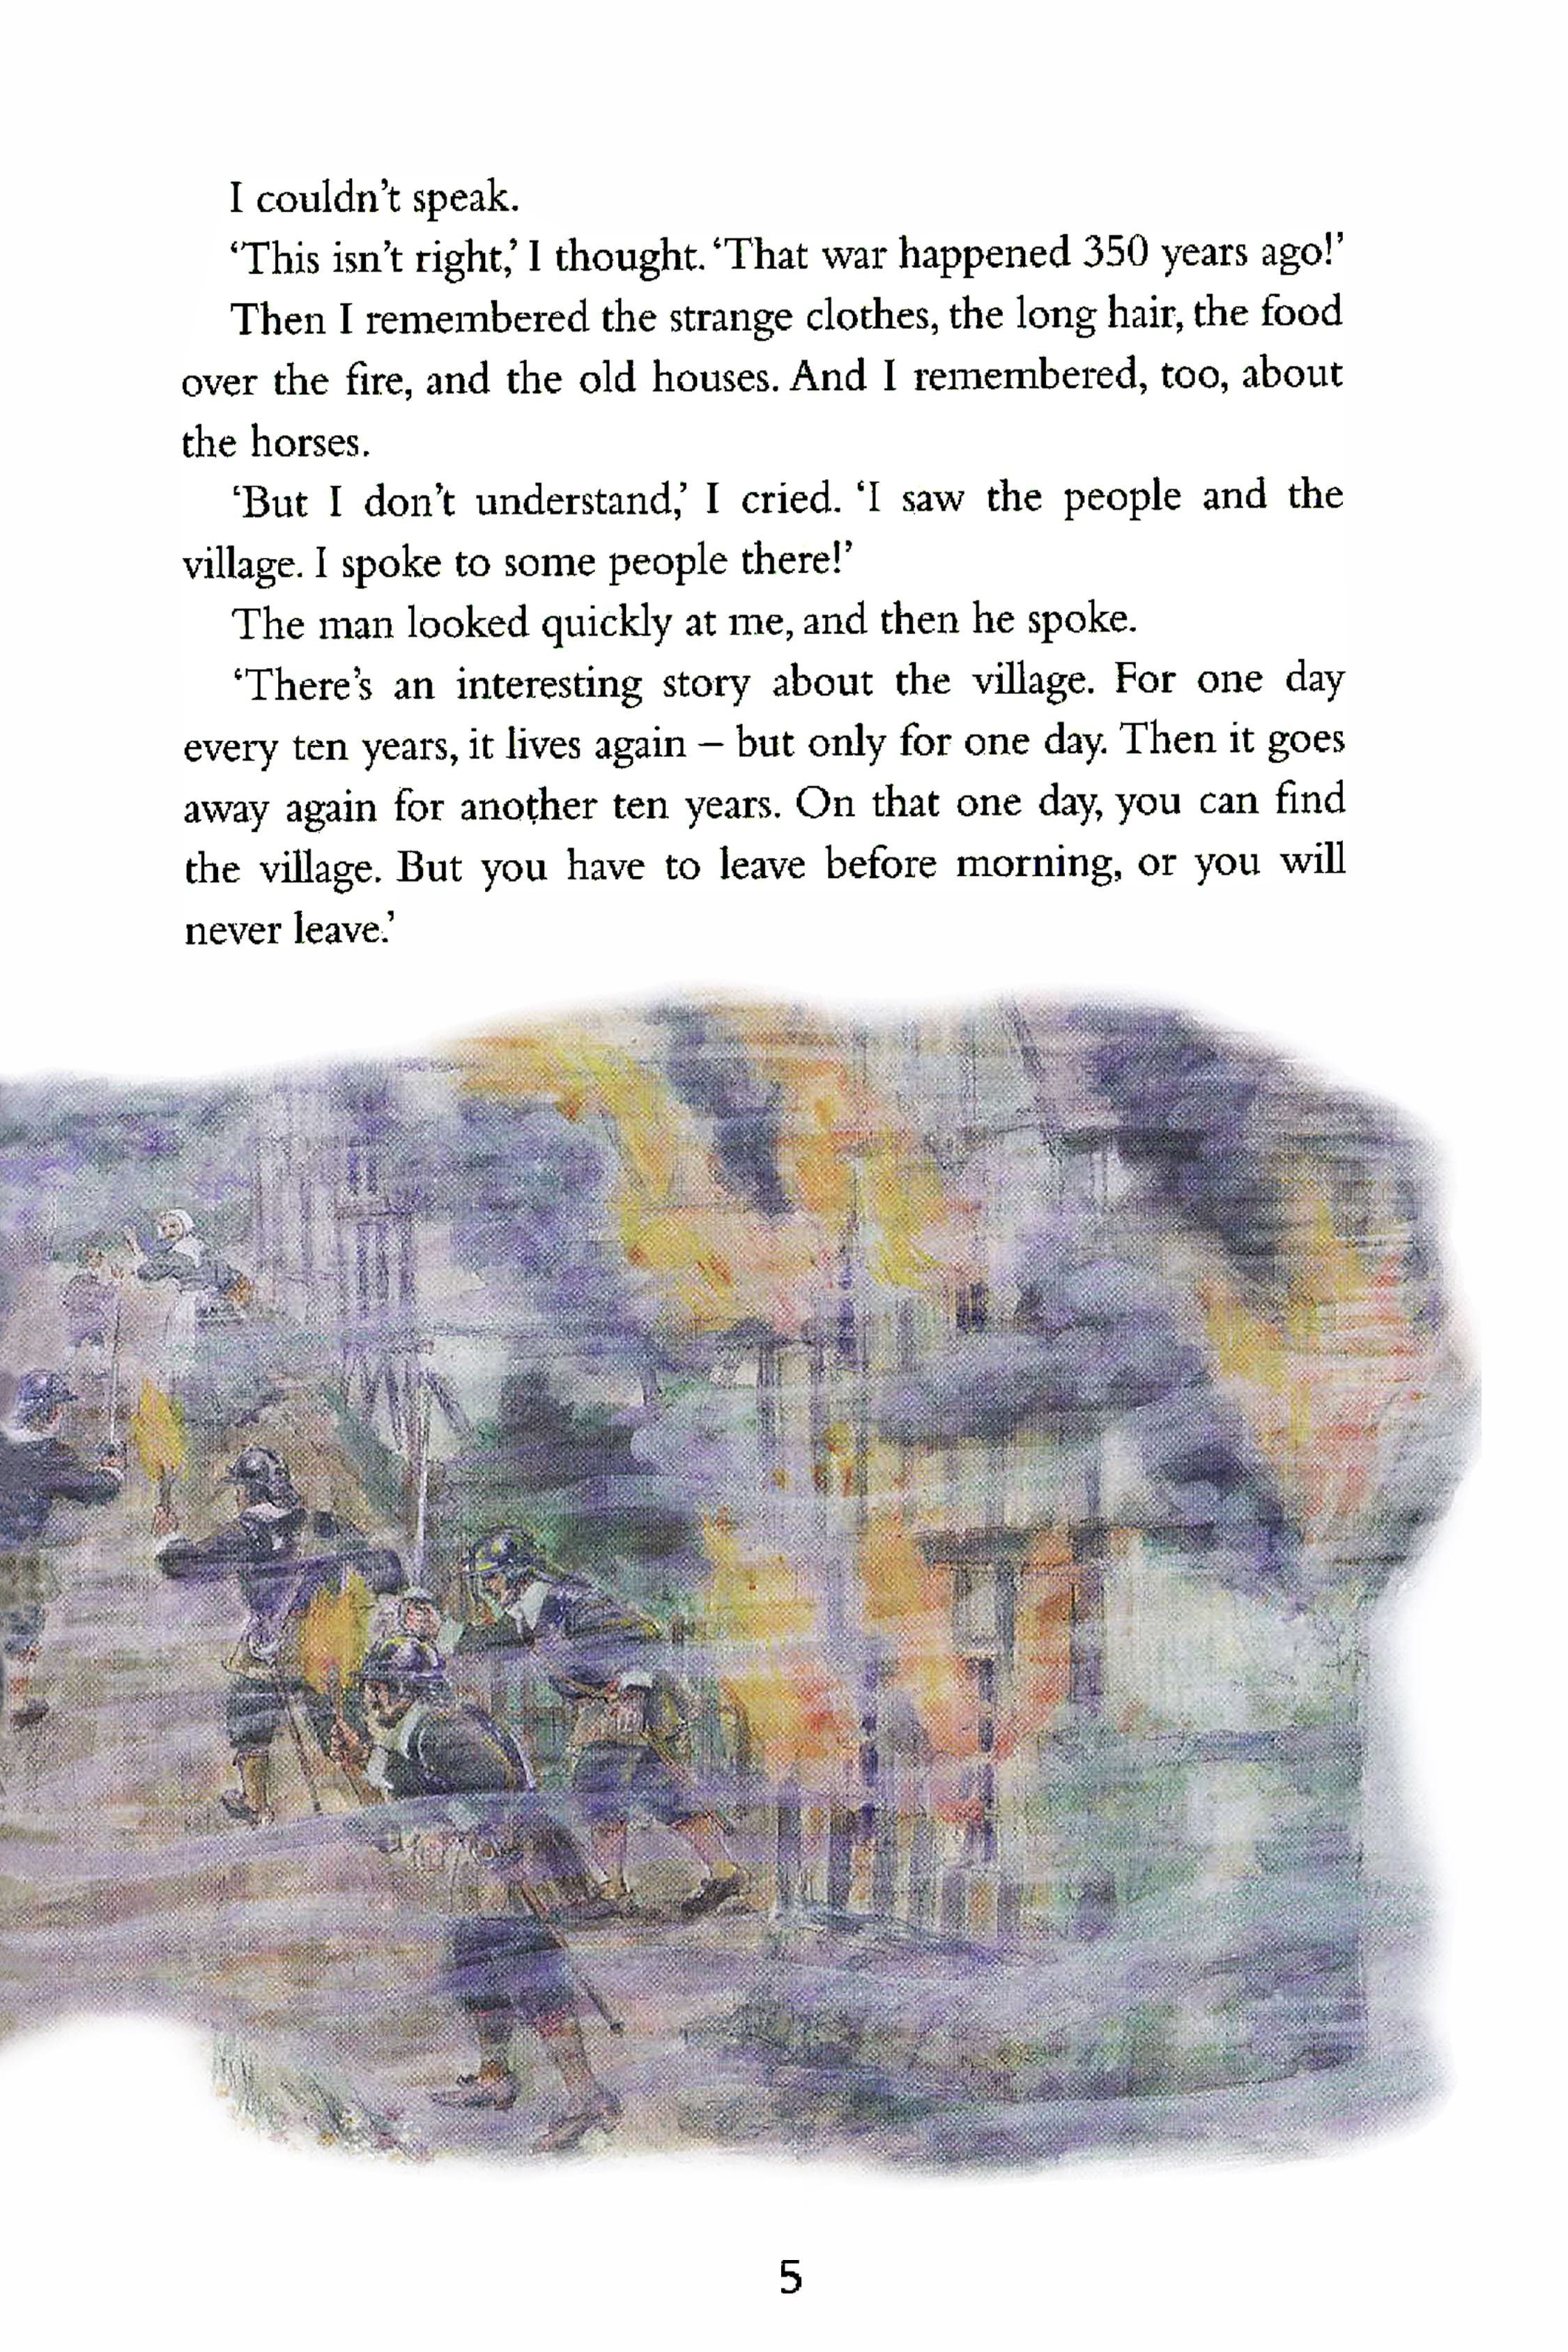 I couldn’t speak.
‘This isn’t right,’ I thought. ‘That war happened 350 years ago!’
Then I remembered the strange clothes, the long hair, the food
over the fire, and the old houses. And I remembered, too, about
the horses.
‘But I don’t understand,’ I cried. ‘I saw the people and the
village. I spoke to some people there!’
The man looked quickly at me, and then he spoke.
‘There’s an interesting story about the village. For one day
every ten years, it lives again – but only for one day. Then it goes
away again for another ten years. On that one day, you can find
the village. But you have to leave before morning, or you will
never leave.’
5